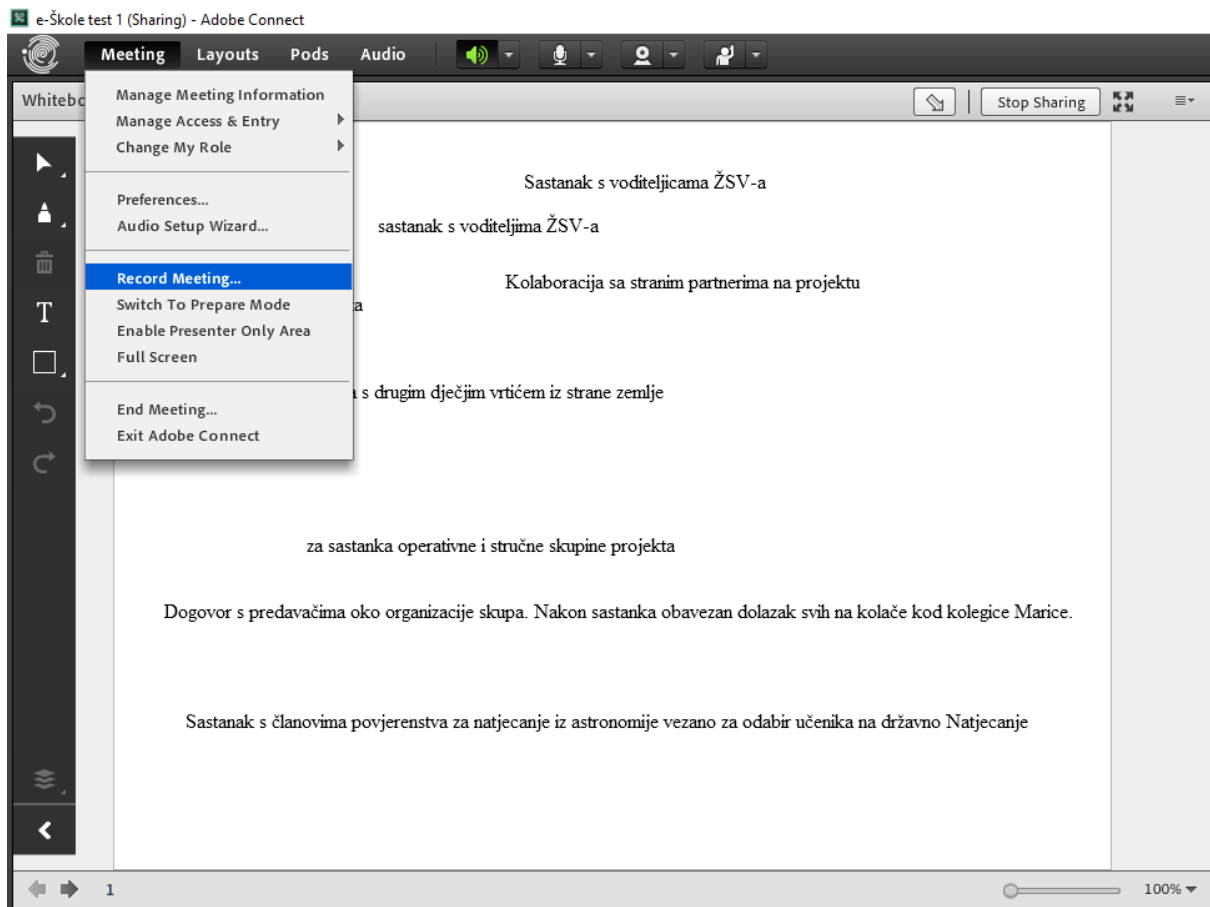 e-Škole test 1 (Sharing) - Adobe Connect
Meeting Layouts Pods Audio
Manage Meeting Information
Manage Access & Entry
Change My Role
Preferences...
Audio Setup Wizard...
Record Meeting...
Switch To Prepare Mode
Enable Presenter Only Area
Full Screen
End Meeting...
Exit Adobe Connect
Stop Sharing
T
Sastanak s voditeljicama ŽSV-a
sastanak s voditeljima ŽSV-a
Kolaboracija sa stranim partnerima na projektu
s drugim dječjim vrtićem iz strane zemlje
za sastanka operativne i stručne skupine projekta
Dogovor s predavačima oko organizacije skupa. Nakon sastanka obavezan dolazak svih na kolače kod kolegice Marice.
Sastanak s članovima povjerenstva za natjecanje iz astronomije vezano za odabir učenika na državno Natjecanje
1
100%